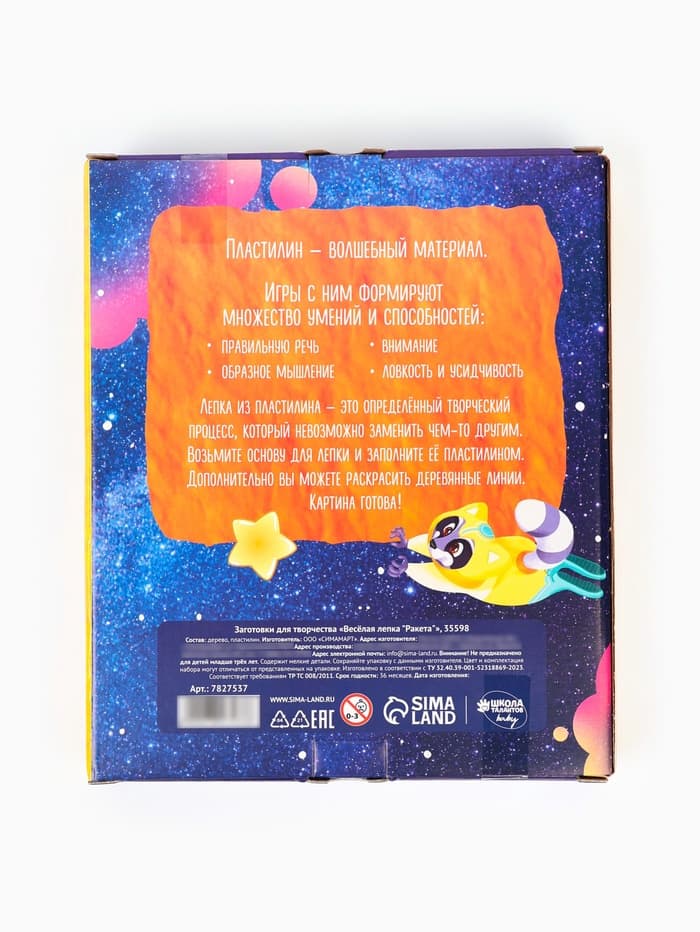 Пластилин – волшебный материал.
Игры с ним формируют
множество умений и способностей:
• правильную речь
• внимание
• образное мышление
• ловкость и усидчивость
Лепка из пластилина – это определённый творческий
процесс, который невозможно заменить чем-то другим.
Возьмите основу для лепки и заполните её пластилином.
Дополнительно вы можете раскрасить деревянные линии.
Картина готова!
Заготовки для творчества «Весёлая лепка "Ракета"», 35598
Состав: дерево, пластилин. Изготовитель: ООО «СИМАМАРТ». Адрес изготовителя:
Адрес производства:
Адрес электронной почты: info@sima-land.ru. Внимание! Не предназначено
для детей младше трёх лет. Содержит мелкие детали. Сохраняйте упаковку с данными изготовителя. Цвет и комплектация
набора могут отличаться от представленных на упаковке. Изготовлено в соответствии с ТУ 32.40.39-001-52318869-2023.
Соответствует требованиям ТР ТС 008/2011. Срок годности: 36 месяцев. Дата изготовления:
Арт.: 7827537
WWW.SIMA-LAND.RU
EAC
0-3
SIMA
LAND
ШКОЛА
ТАЛАНТОВ
baby